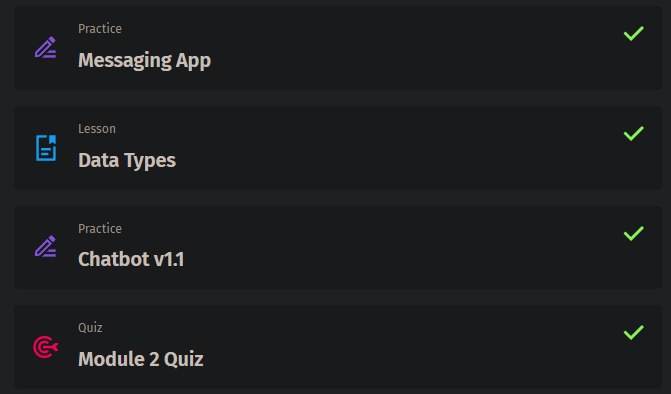 Practice
Messaging App
Lesson
Data Types
Practice
Chatbot v1.1
Quiz
Module 2 Quiz